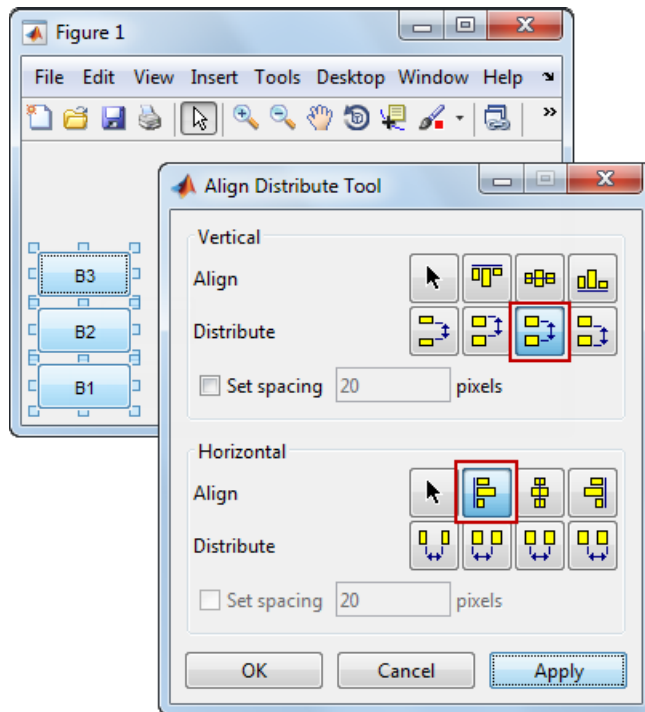 Figure 1
File Edit View Insert Tools Desktop Window Help
B3
B2
B1
Align Distribute Tool
Vertical
Align
Distribute
Set spacing 20 pixels
Horizontal
Align
Distribute
Set spacing 20 pixels
OK Cancel Apply